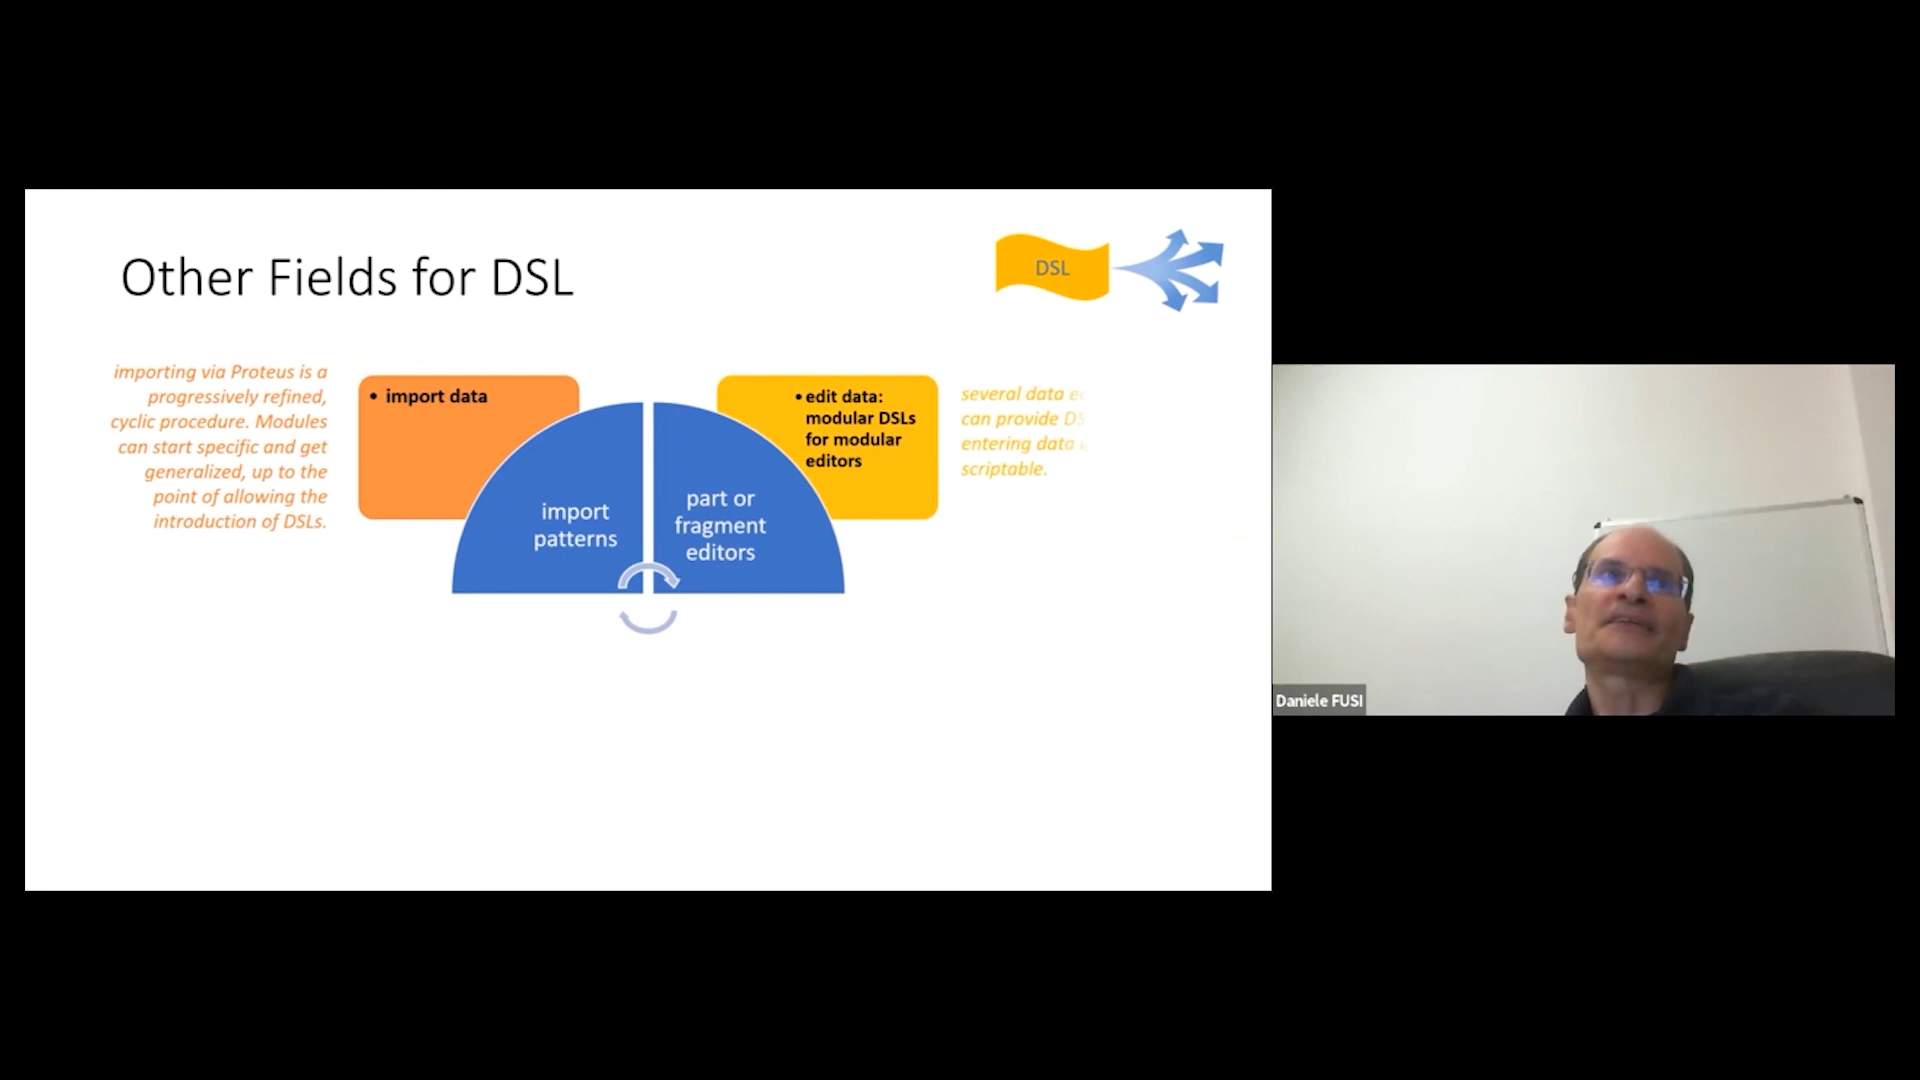 Other Fields for DSL
DSL
importing via Proteus is a
progressively refined,
cyclic procedure. Modules
can start specific and get
generalized, up to the
point of allowing the
introduction of DSLs.
• import data
import
patterns
part or
fragment
editors
• edit data:
modular DSLs
for modular
editors
several data
can provide
entering data
scriptable.
Daniele FUSI